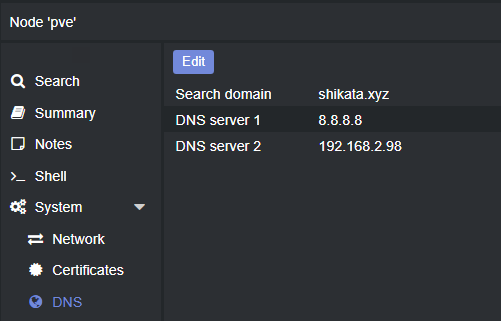 Node 'pve'
Search
Summary
Notes
Shell
System
Network
Certificates
DNS
Edit
Search domain shikata.xyz
DNS server 1 8.8.8.8
DNS server 2 192.168.2.98